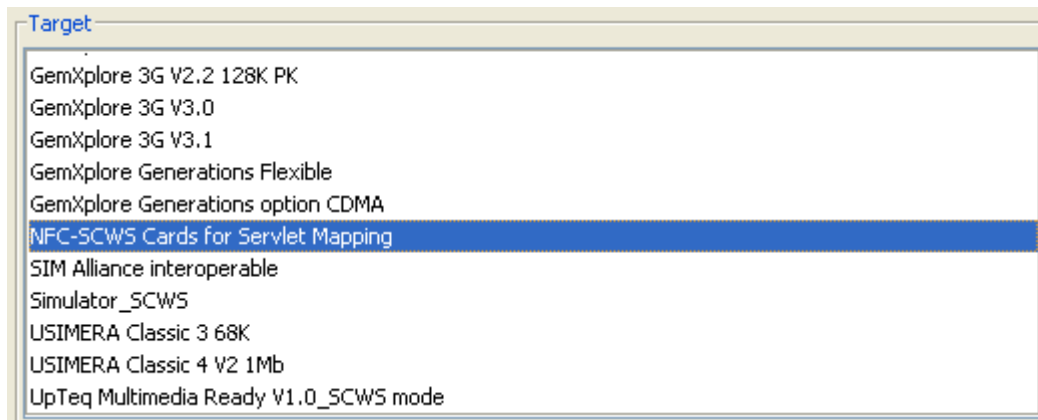 Target
GemXplore 3G V2.2 128K PK
GemXplore 3G V3.0
GemXplore 3G V3.1
GemXplore Generations Flexible
GemXplore Generations option CDMA
NFC-SCWS Cards for Servlet Mapping
SIM Alliance interoperable
Simulator_SCWS
USIMERA Classic 3 68K
USIMERA Classic 4 V2 1Mb
UpTeq Multimedia Ready V1.0_SCWS mode